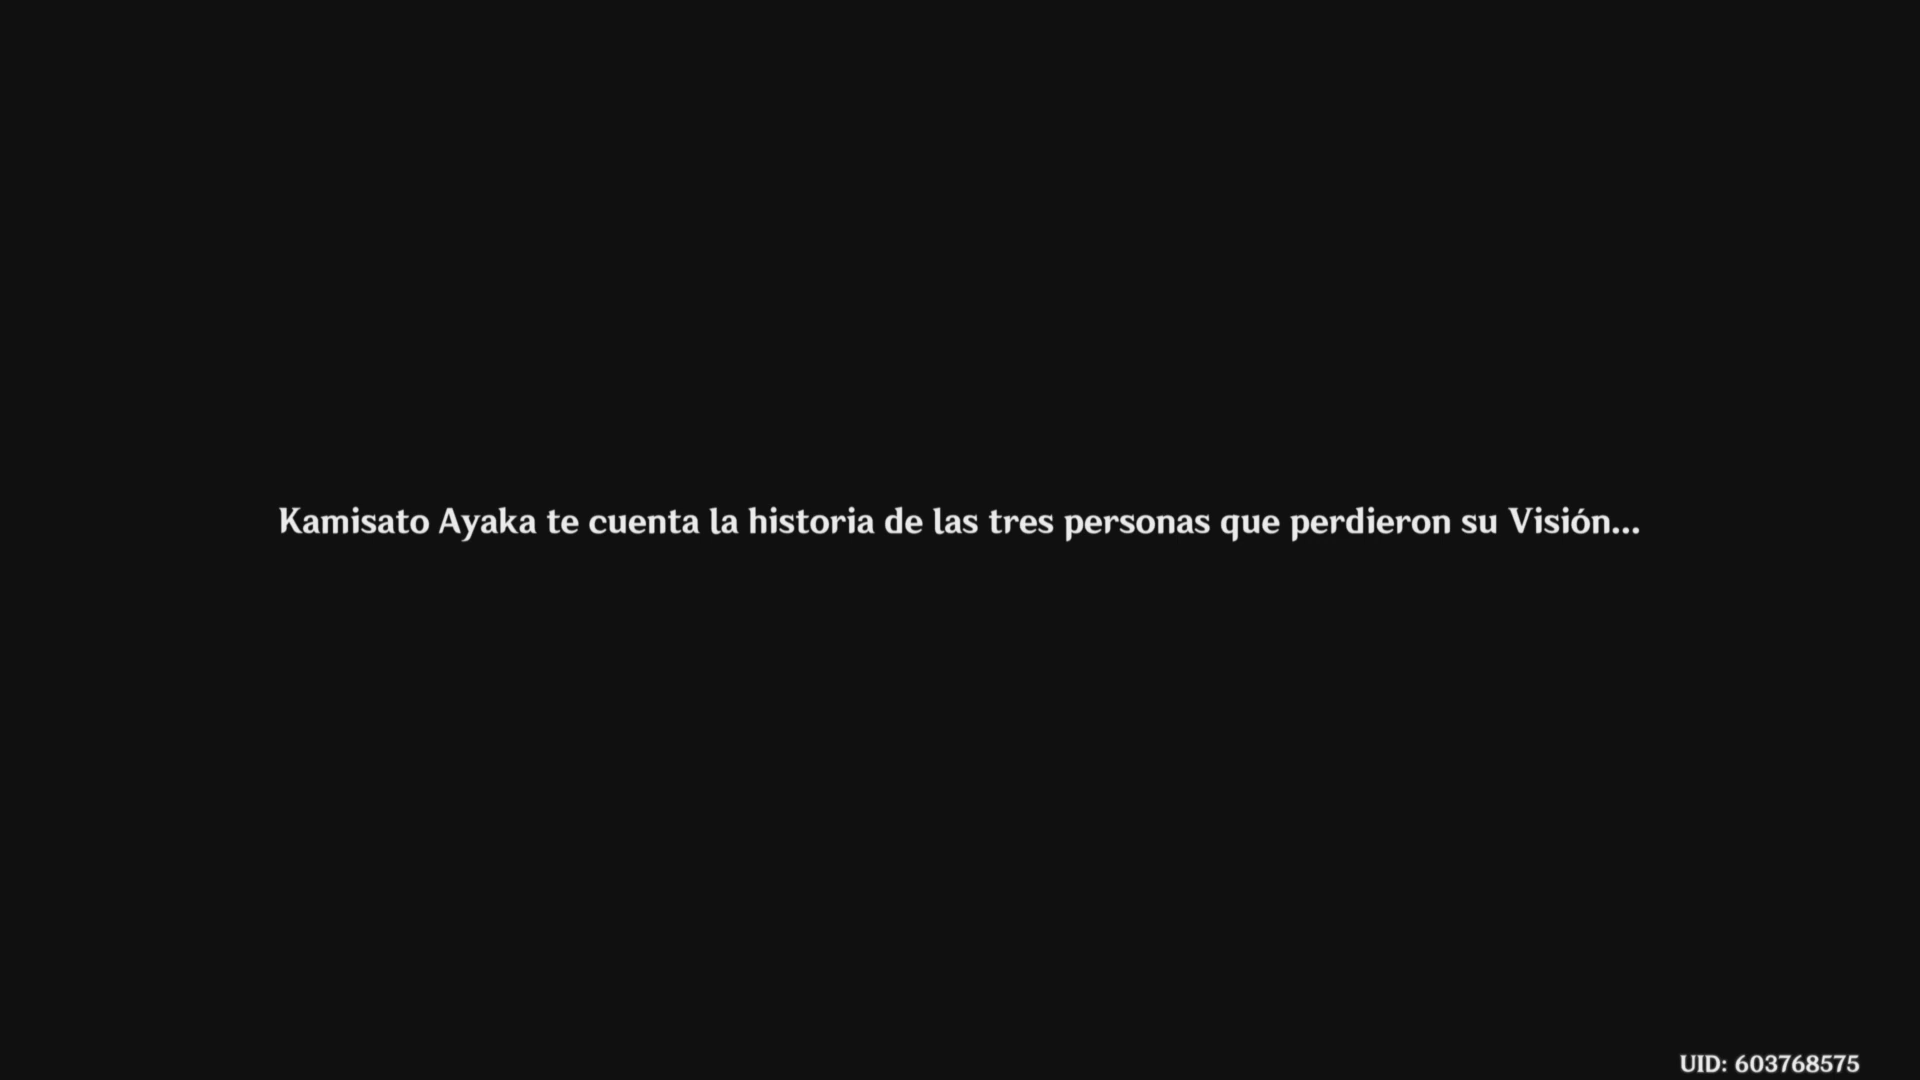 Kamisato Ayaka te cuenta la historia de las tres personas que perdieron su Visión...
UID: 603768575